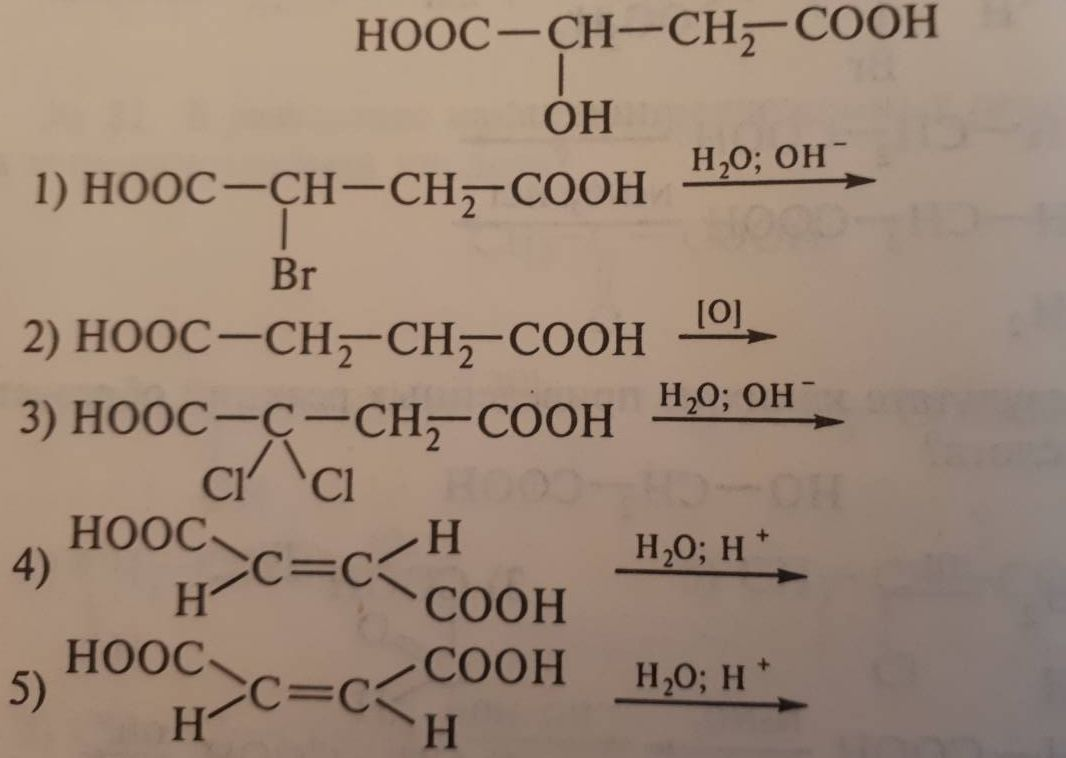 HOOC—CH—CH₂—COOH
|
OH
1) HOOC—CH—CH₂—COOH H₂O; OH⁻ →
|
Br
2) HOOC—CH₂—CH₂—COOH [O] →
3) HOOC—C—CH₂—COOH H₂O; OH⁻ →
Cl Cl
HOOC H
4) C=C H₂O; H⁺ →
H COOH
HOOC COOH
5) C=C H₂O; H⁺ →
H H